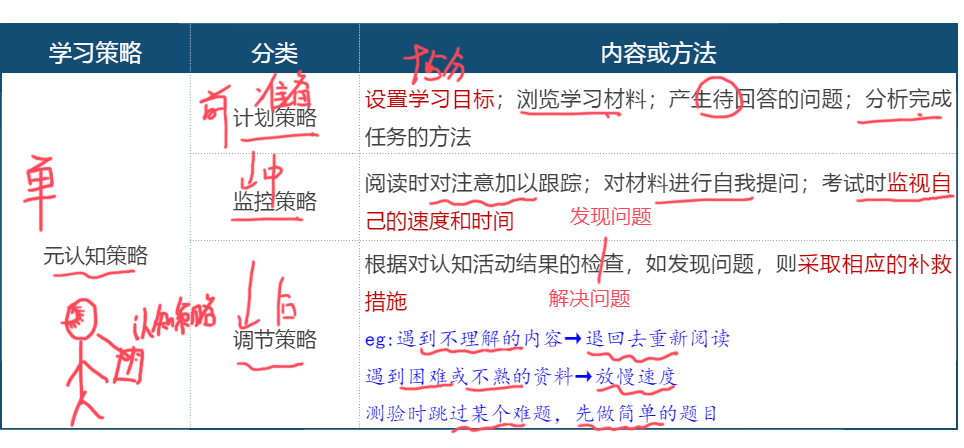 学习策略 分类 内容或方法
十5分
前 准备
计划策略
设置学习目标；浏览学习材料；产生待回答的问题；分析完成
任务的方法
单
元认知策略
认知策略
中
监控策略
阅读时对注意加以跟踪；对材料进行自我提问；考试时监视自
己的速度和时间
发现问题
后
调节策略
根据对认知活动结果的检查，如发现问题，则采取相应的补救
措施
解决问题
eg:遇到不理解的内容→退回去重新阅读
遇到困难或不熟的资料→放慢速度
测验时跳过某个难题，先做简单的题目